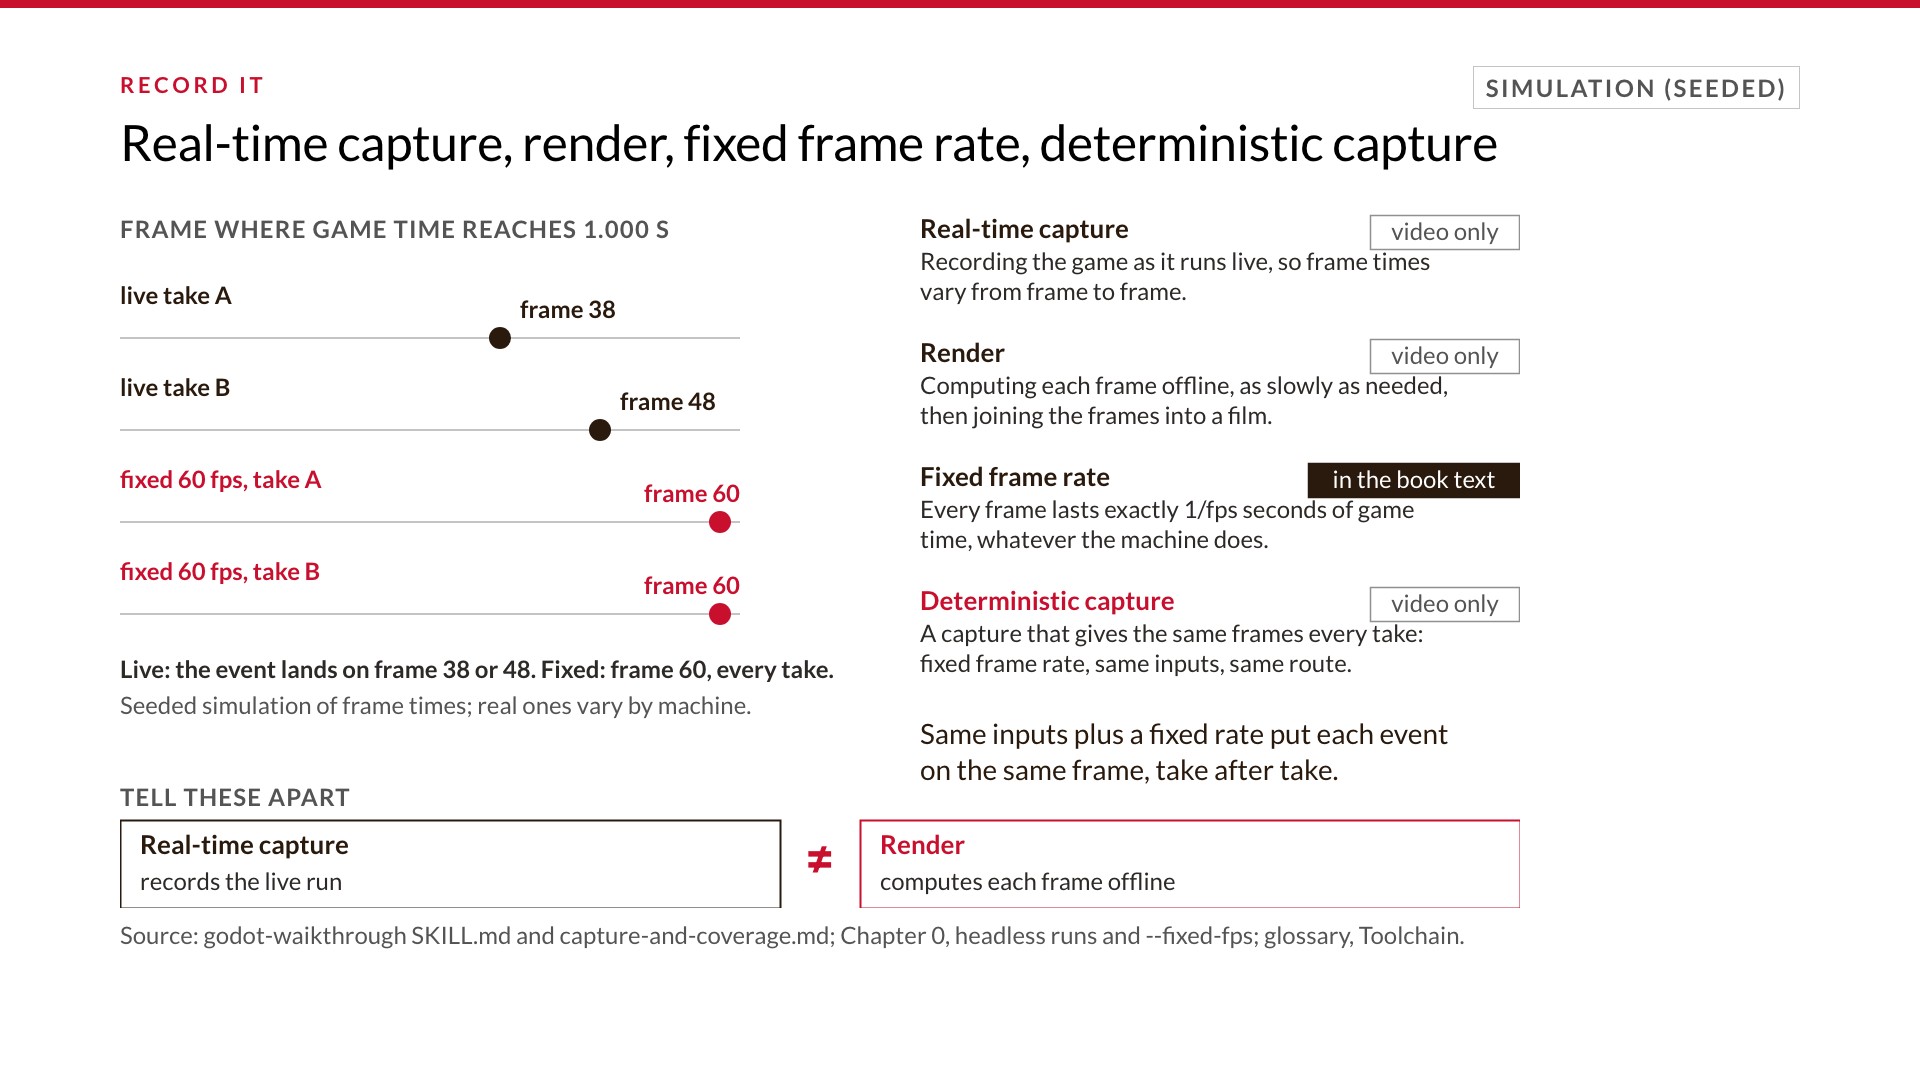 RECORD IT
SIMULATION (SEEDED)
Real-time capture, render, fixed frame rate, deterministic capture
FRAME WHERE GAME TIME REACHES 1.000 S
live take A
frame 38
live take B
frame 48
fixed 60 fps, take A
frame 60
fixed 60 fps, take B
frame 60
Live: the event lands on frame 38 or 48. Fixed: frame 60, every take.
Seeded simulation of frame times; real ones vary by machine.
Real-time capture
video only
Recording the game as it runs live, so frame times
vary from frame to frame.
Render
video only
Computing each frame offline, as slowly as needed,
then joining the frames into a film.
Fixed frame rate
in the book text
Every frame lasts exactly 1/fps seconds of game
time, whatever the machine does.
Deterministic capture
video only
A capture that gives the same frames every take:
fixed frame rate, same inputs, same route.
Same inputs plus a fixed rate put each event
on the same frame, take after take.
TELL THESE APART
Real-time capture
records the live run
≠
Render
computes each frame offline
Source: godot-waikthrough SKILL.md and capture-and-coverage.md; Chapter 0, headless runs and --fixed-fps; glossary, Toolchain.